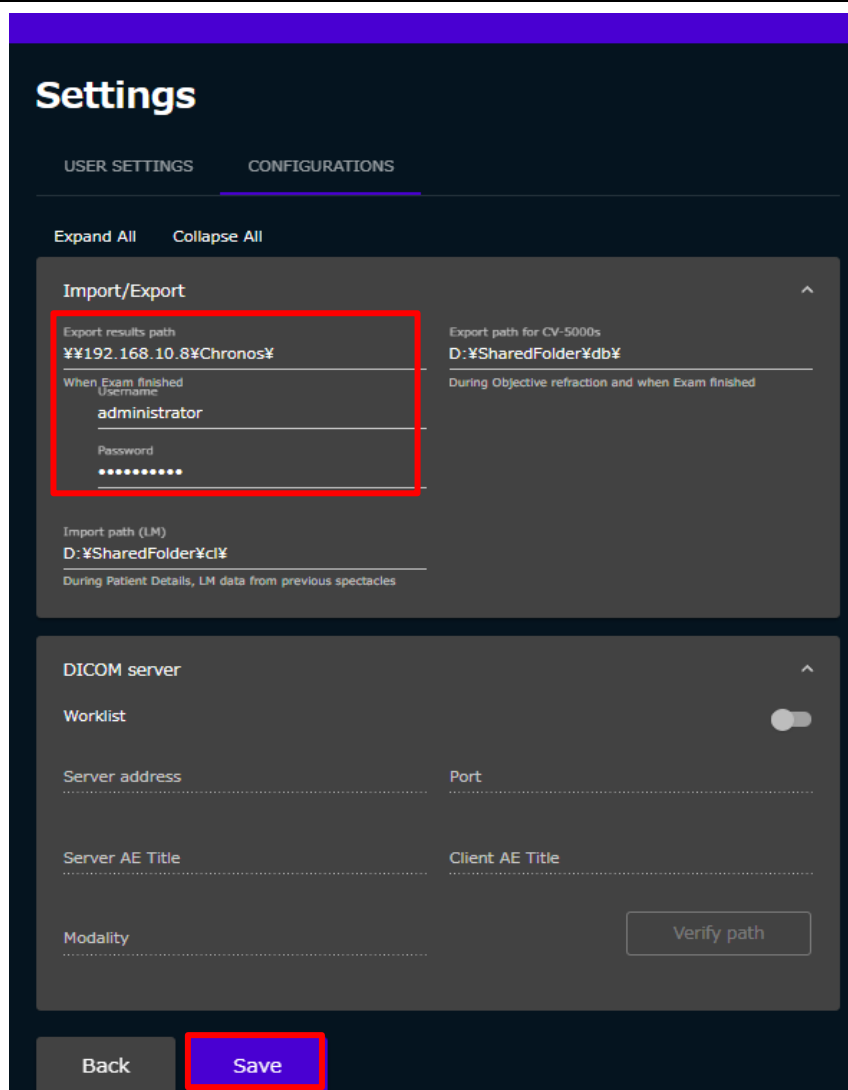 Settings
USER SETTINGS CONFIGURATIONS
Expand All Collapse All
Import/Export
Export results path Export path for CV-5000s
¥¥192.168.10.8¥Chronos¥ D:¥SharedFolder¥db¥
When Exam finished During Objective refraction and when Exam finished
Username
administrator
Password
••••••••••
Import path (LM)
D:¥SharedFolder¥cl¥
During Patient Details, LM data from previous spectacles
DICOM server
Worklist
Server address Port
Server AE Title Client AE Title
Modality Verify path
Back Save